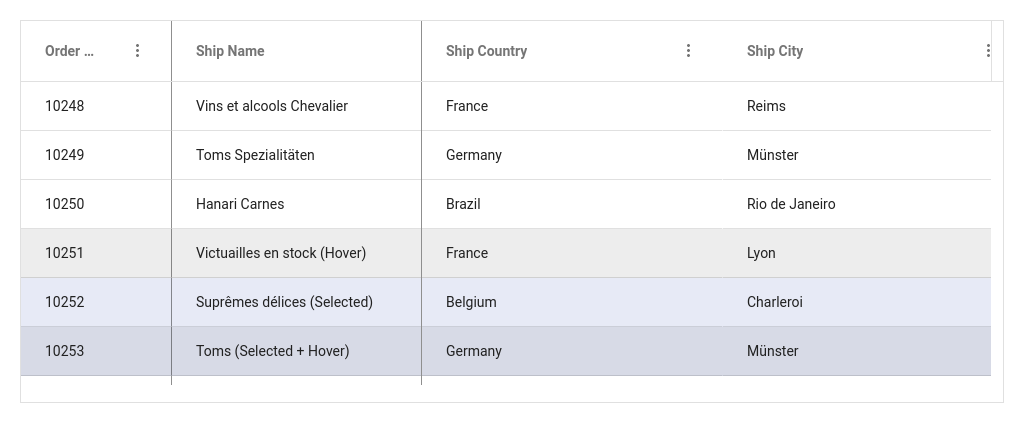 Order ... Ship Name Ship Country Ship City
10248 Vins et alcools Chevalier France Reims
10249 Toms Spezialitäten Germany Münster
10250 Hanari Carnes Brazil Rio de Janeiro
10251 Victuailles en stock (Hover) France Lyon
10252 Suprêmes délices (Selected) Belgium Charleroi
10253 Toms (Selected + Hover) Germany Münster